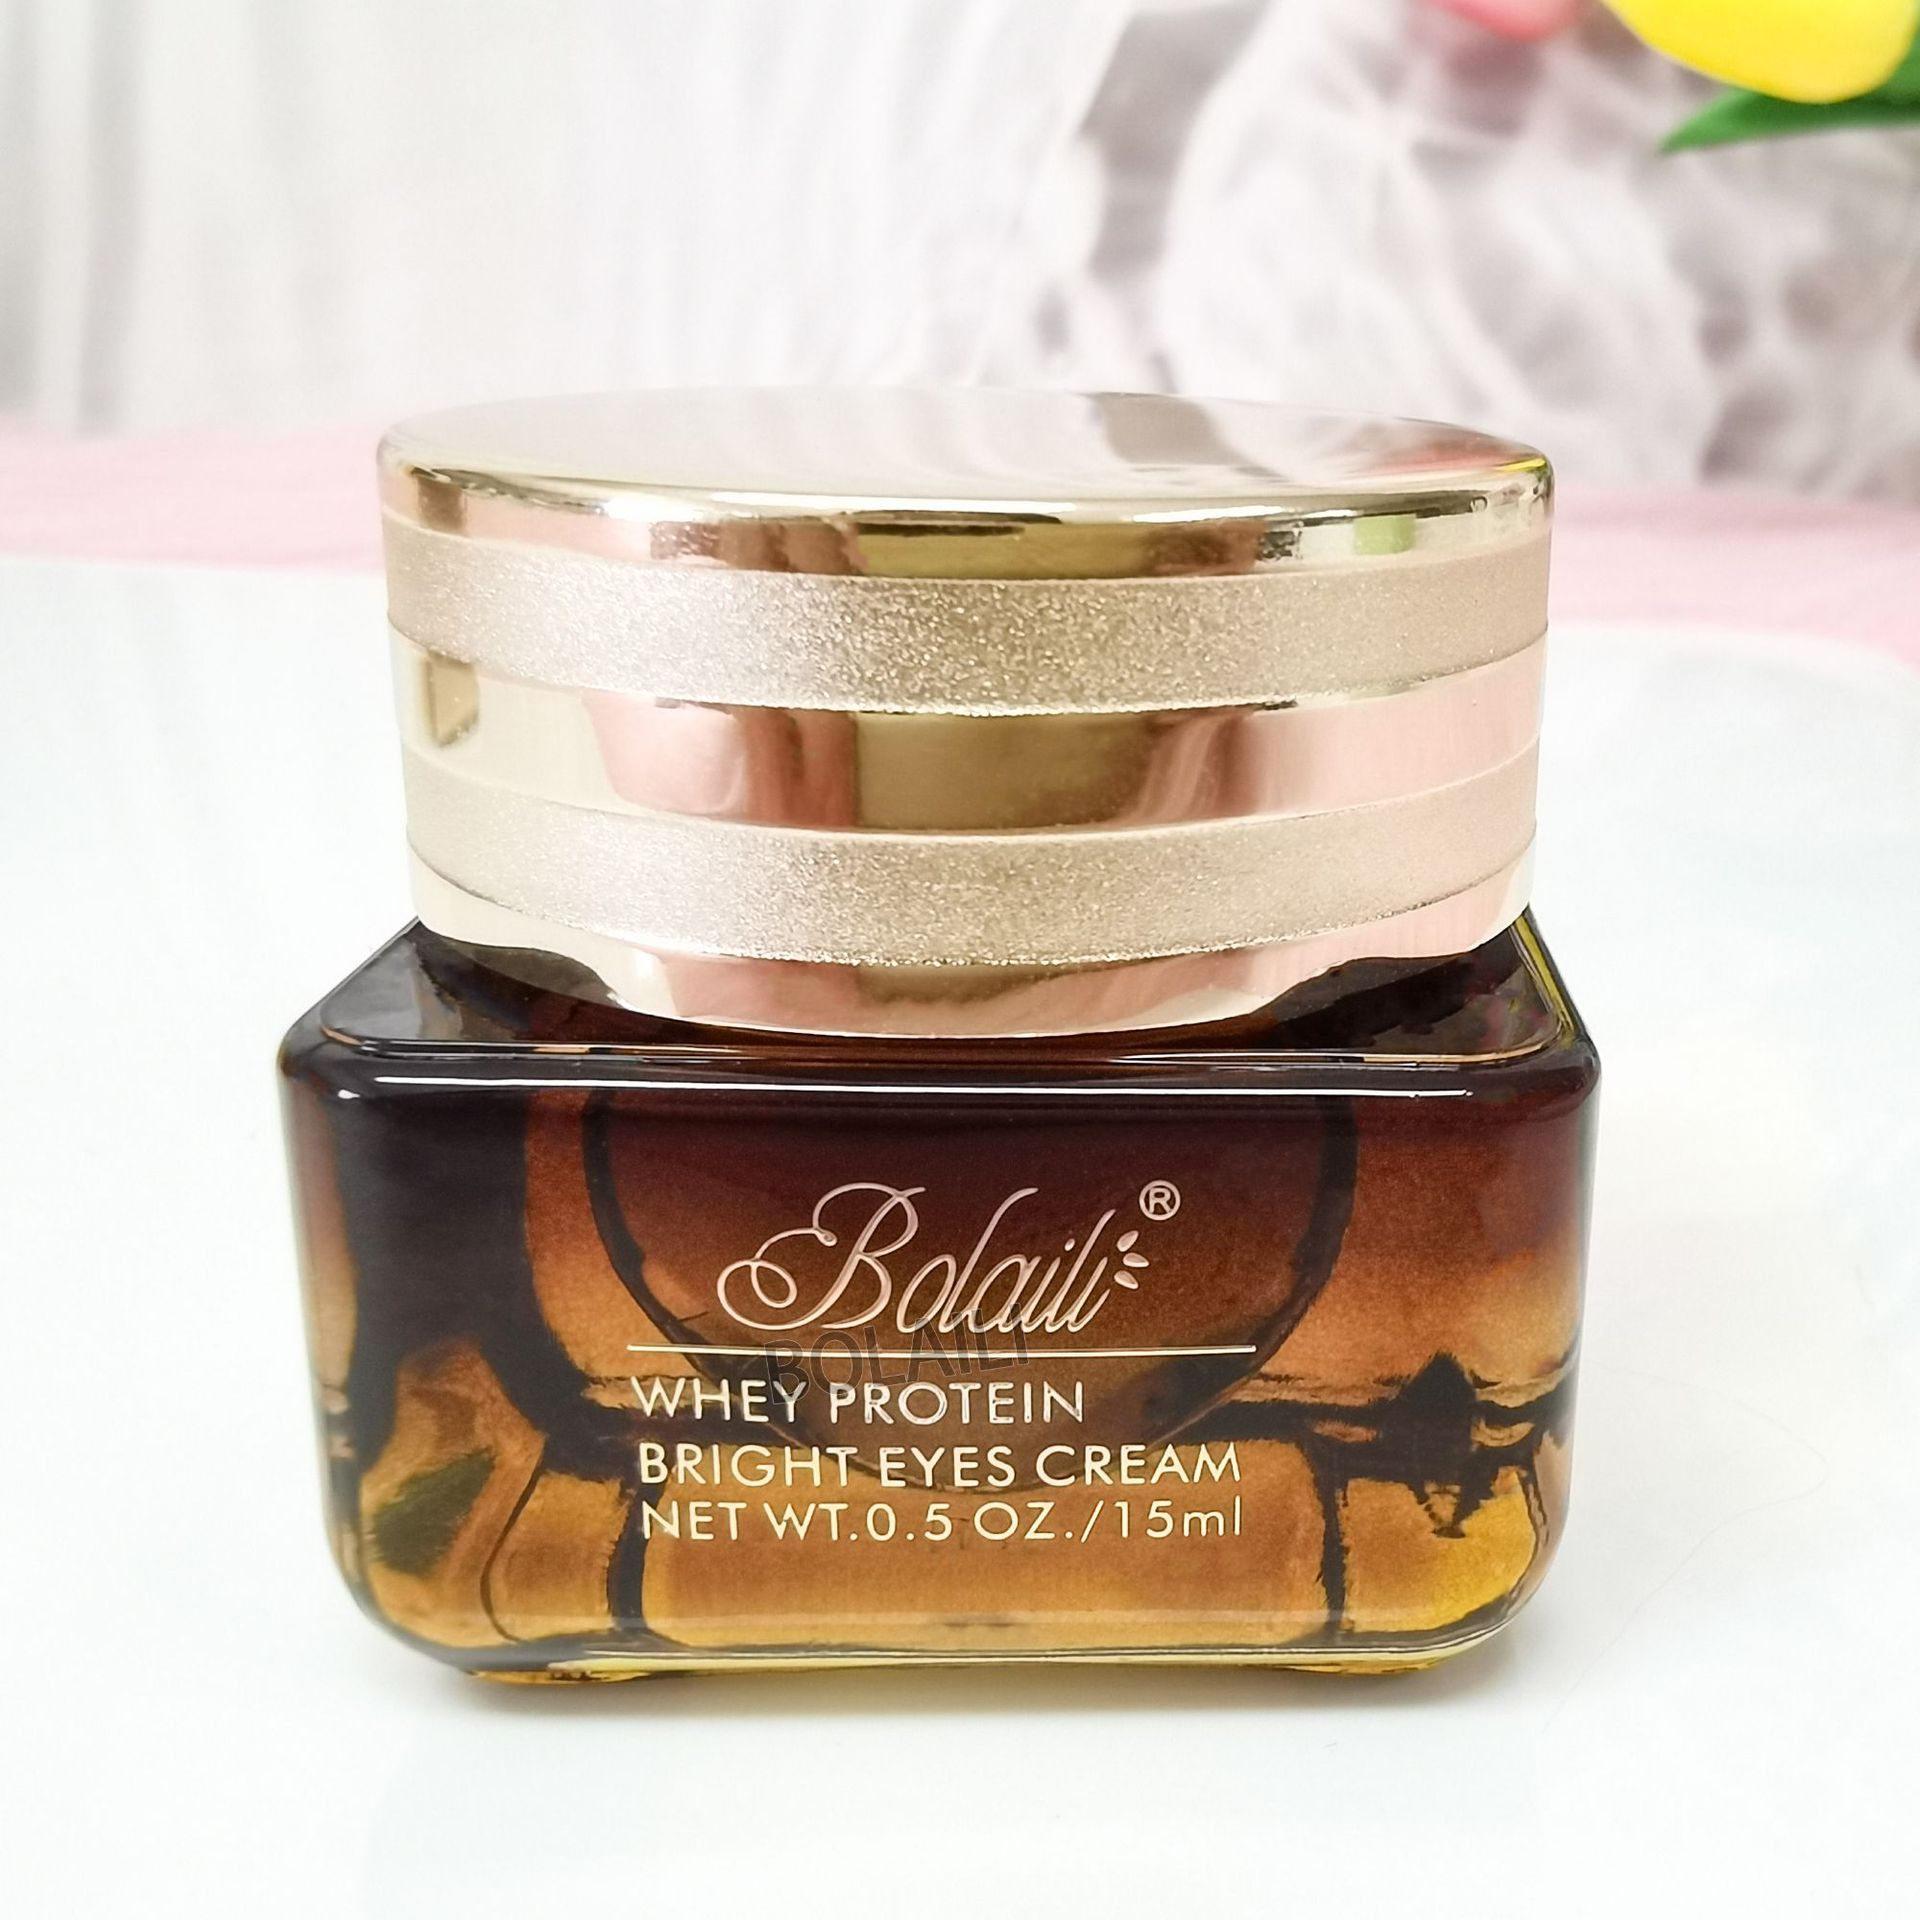 Bolaili®
BOLAILI
WHEY PROTEIN
BRIGHT EYES CREAM
NET WT.0.5 OZ./15ml